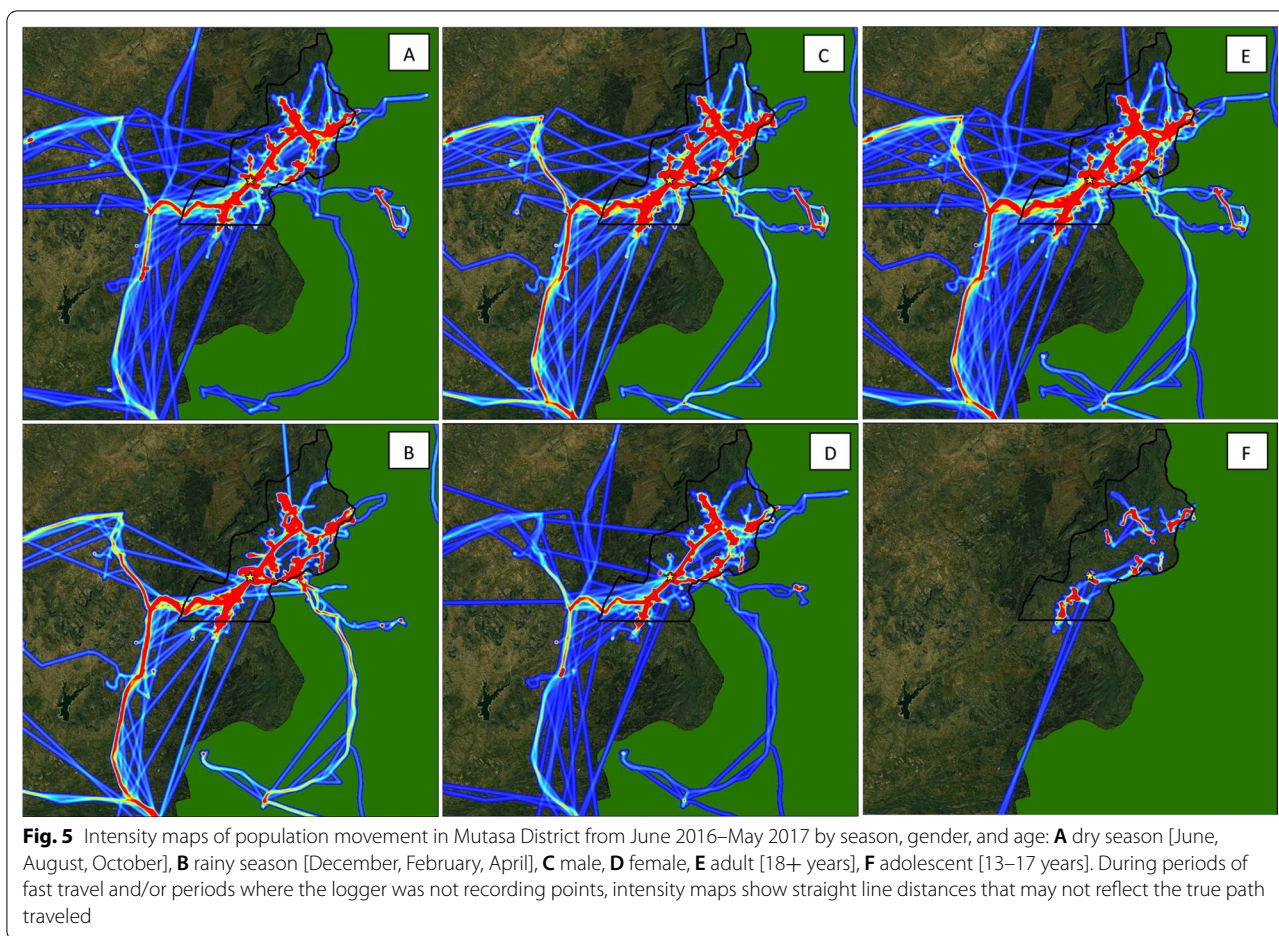 A
C
E
B
D
F
Fig. 5 Intensity maps of population movement in Mutasa District from June 2016–May 2017 by season, gender, and age: A dry season [June,
August, October], B rainy season [December, February, April], C male, D female, E adult [18+ years], F adolescent [13–17 years]. During periods of
fast travel and/or periods where the logger was not recording points, intensity maps show straight line distances that may not reflect the true path
traveled